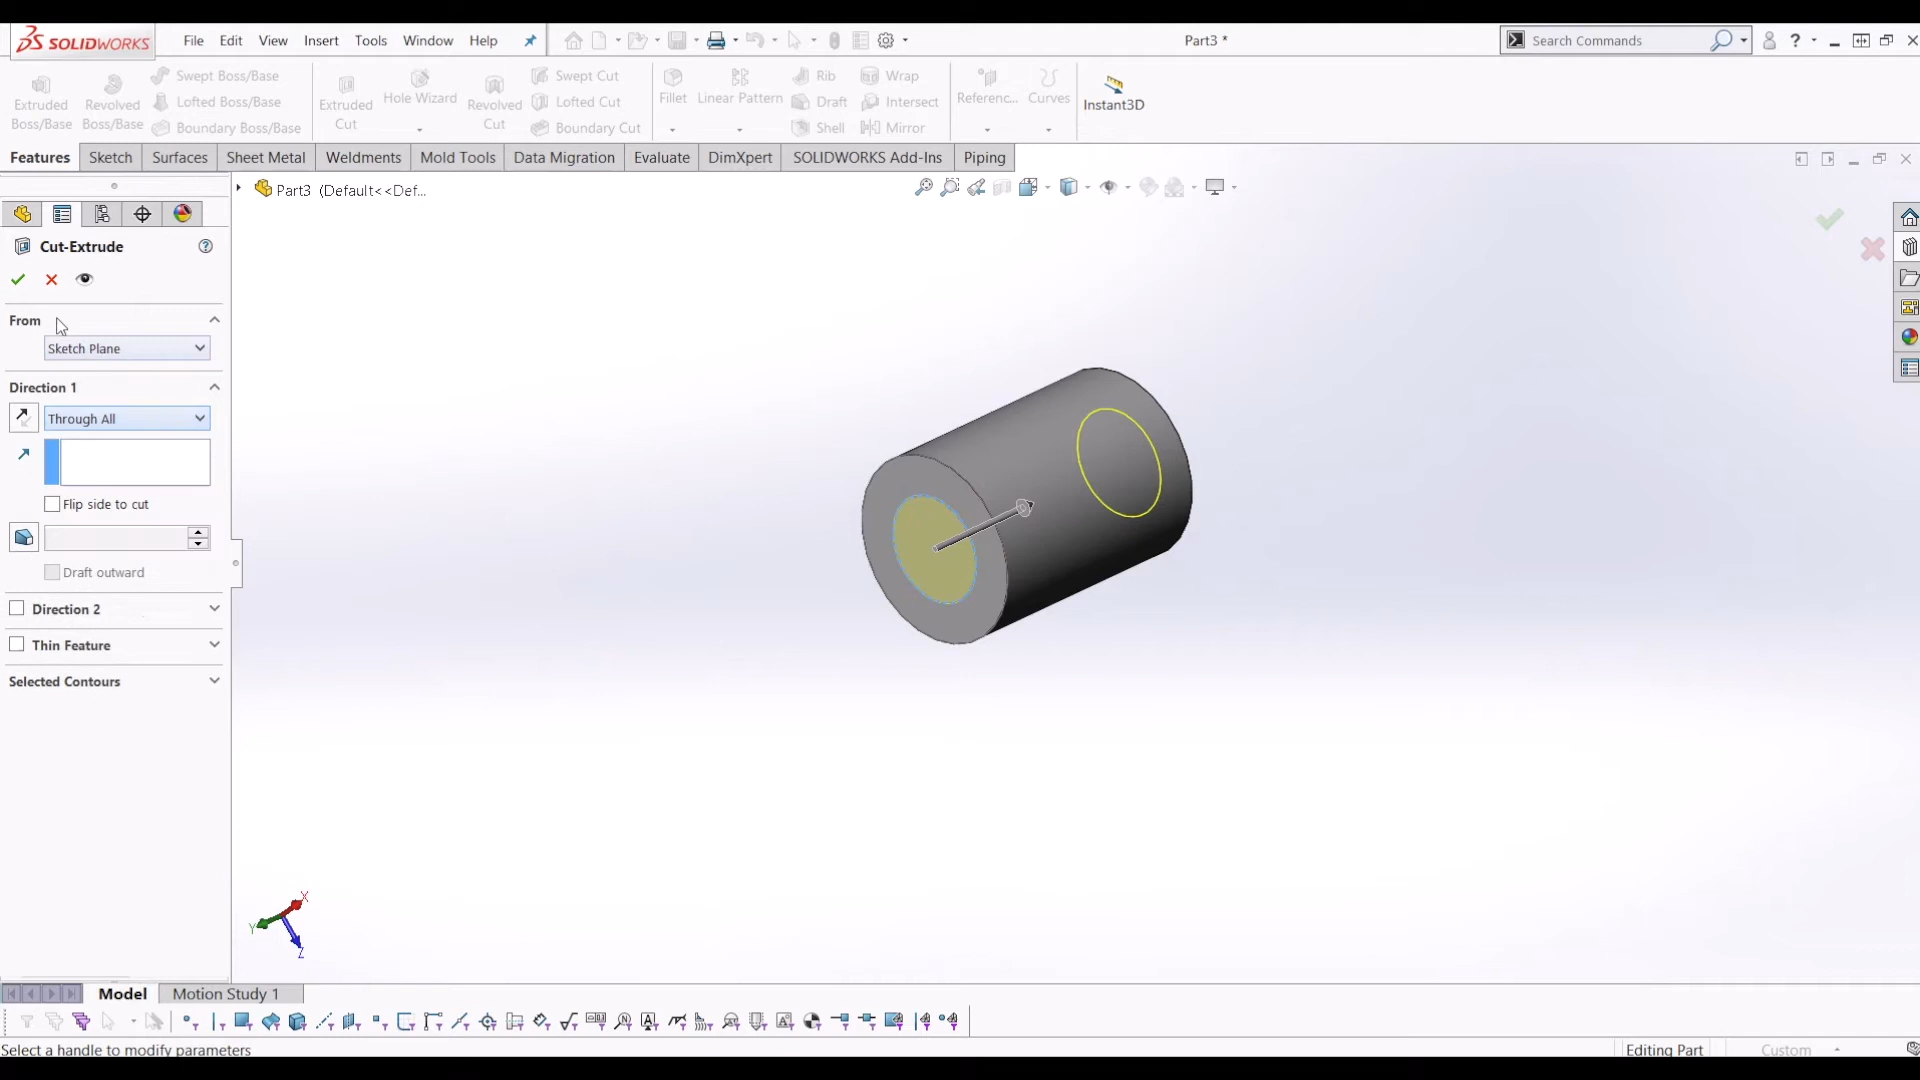 SOLIDWORKS File Edit View Insert Tools Window Help Part3 * Search Commands
Extruded Boss/Base
Revolved Boss/Base
Swept Boss/Base
Lofted Boss/Base
Boundary Boss/Base
Extruded Cut
Hole Wizard
Revolved Cut
Swept Cut
Lofted Cut
Boundary Cut
Fillet
Linear Pattern
Rib
Draft
Shell
Wrap
Intersect
Mirror
Referenc...
Curves
Instant3D
Features Sketch Surfaces Sheet Metal Weldments Mold Tools Data Migration Evaluate DimXpert SOLIDWORKS Add-Ins Piping
Part3 (Default<<Def...
Cut-Extrude
From
Sketch Plane
Direction 1
Through All
Flip side to cut
Draft outward
Direction 2
Thin Feature
Selected Contours
X
Y
Z
Model Motion Study 1
Select a handle to modify parameters Editing Part Custom